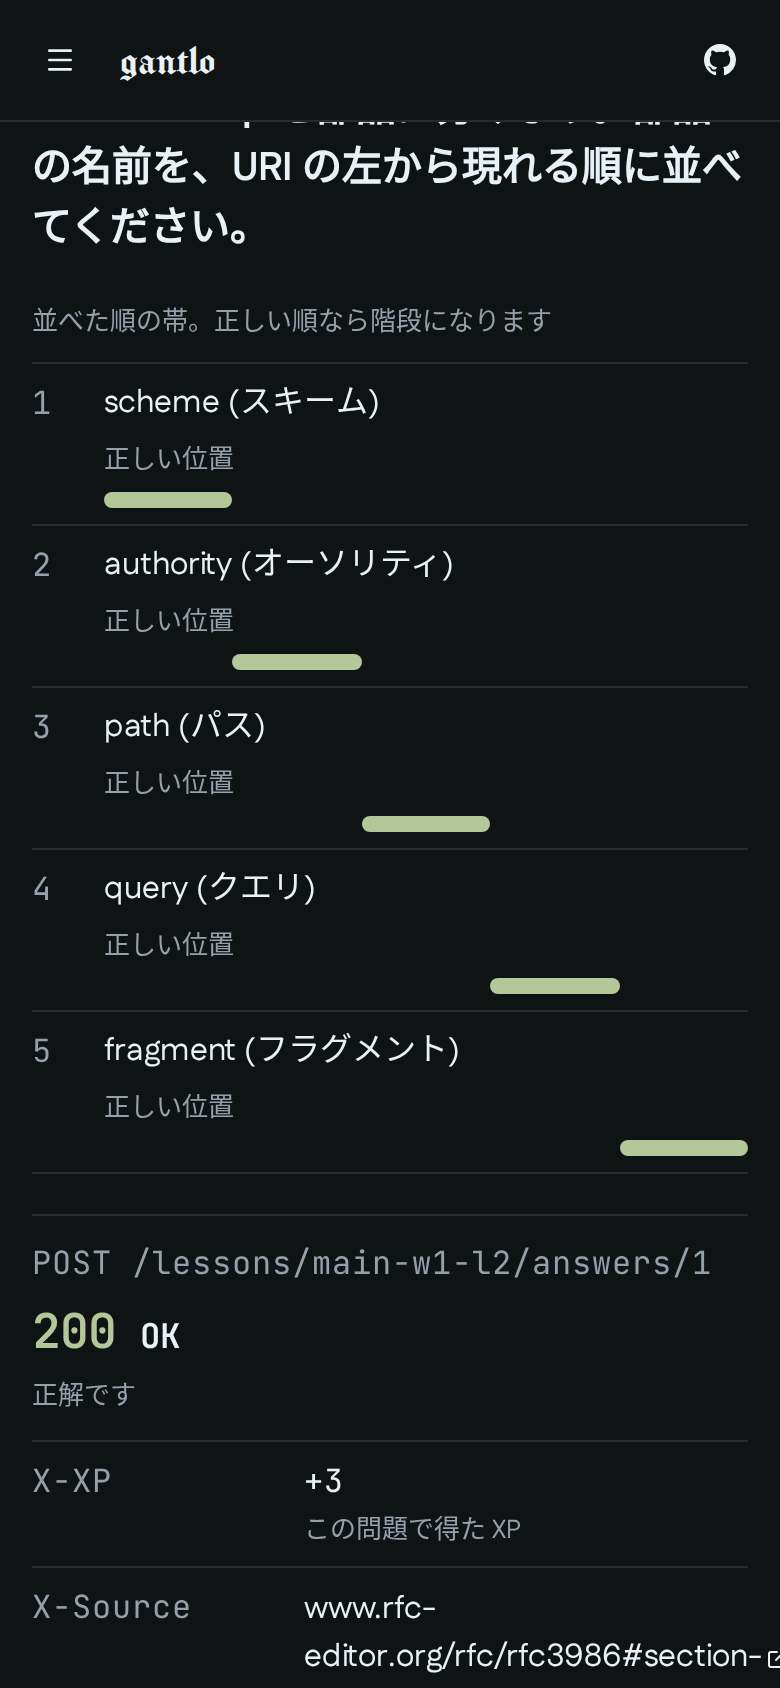 gantlo
の名前を、URI の左から現れる順に並べ
てください。
並べた順の帯。正しい順なら階段になります
1 scheme (スキーム)
正しい位置
2 authority (オーソリティ)
正しい位置
3 path (パス)
正しい位置
4 query (クエリ)
正しい位置
5 fragment (フラグメント)
正しい位置
POST /lessons/main-w1-l2/answers/1
200 OK
正解です
X-XP +3
この問題で得た XP
X-Source www.rfc-
editor.org/rfc/rfc3986#section-